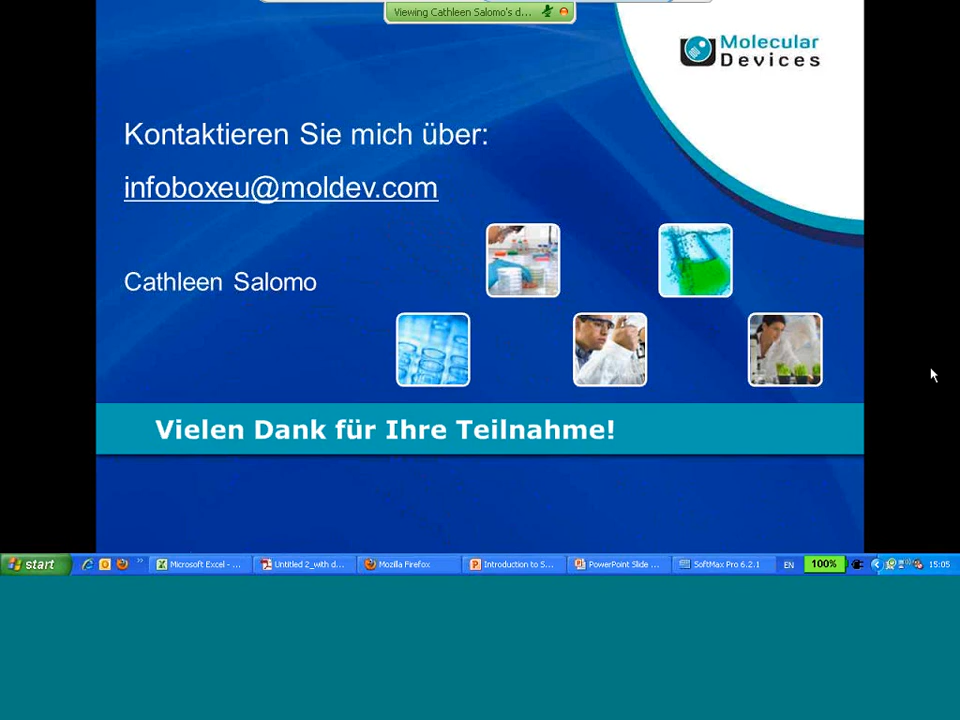 Viewing Cathleen Salomo's d...
Molecular
Devices
Kontaktieren Sie mich über:
infoboxeu@moldev.com
Cathleen Salomo
Vielen Dank für Ihre Teilnahme!
start
»
Microsoft Excel - ...
Untitled 2_with d...
Mozilla Firefox
Introduction to S...
PowerPoint Slide ...
SoftMax Pro 6.2.1
EN
100%
15:05